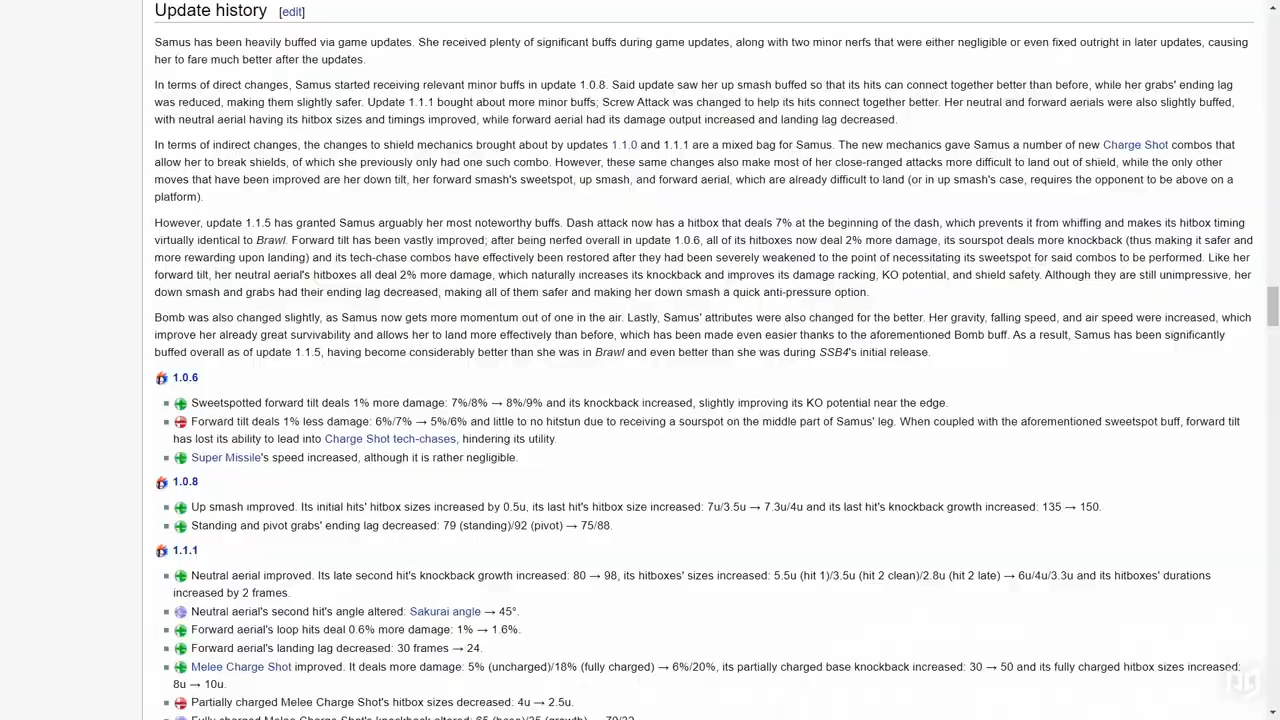 Update history [edit]
Samus has been heavily buffed via game updates. She received plenty of significant buffs during game updates, along with two minor nerfs that were either negligible or even fixed outright in later updates, causing
her to fare much better after the updates.
In terms of direct changes, Samus started receiving relevant minor buffs in update 1.0.8. Said update saw her up smash buffed so that its hits can connect together better than before, while her grabs' ending lag
was reduced, making them slightly safer. Update 1.1.1 bought about more minor buffs; Screw Attack was changed to help its hits connect together better. Her neutral and forward aerials were also slightly buffed,
with neutral aerial having its hitbox sizes and timings improved, while forward aerial had its damage output increased and landing lag decreased.
In terms of indirect changes, the changes to shield mechanics brought about by updates 1.1.0 and 1.1.1 are a mixed bag for Samus. The new mechanics gave Samus a number of new Charge Shot combos that
allow her to break shields, of which she previously only had one such combo. However, these same changes also make most of her close-ranged attacks more difficult to land out of shield, while the only other
moves that have been improved are her down tilt, her forward smash's sweetspot, up smash, and forward aerial, which are already difficult to land (or in up smash's case, requires the opponent to be above on a
platform).
However, update 1.1.5 has granted Samus arguably her most noteworthy buffs. Dash attack now has a hitbox that deals 7% at the beginning of the dash, which prevents it from whiffing and makes its hitbox timing
virtually identical to Brawl. Forward tilt has been vastly improved; after being nerfed overall in update 1.0.6, all of its hitboxes now deal 2% more damage, its sourspot deals more knockback (thus making it safer and
more rewarding upon landing) and its tech-chase combos have effectively been restored after they had been severely weakened to the point of necessitating its sweetspot for said combos to be performed. Like her
forward tilt, her neutral aerial's hitboxes all deal 2% more damage, which naturally increases its knockback and improves its damage racking, KO potential, and shield safety. Although they are still unimpressive, her
down smash and grabs had their ending lag decreased, making all of them safer and making her down smash a quick anti-pressure option.
Bomb was also changed slightly, as Samus now gets more momentum out of one in the air. Lastly, Samus' attributes were also changed for the better. Her gravity, falling speed, and air speed were increased, which
improve her already great survivability and allows her to land more effectively than before, which has been made even easier thanks to the aforementioned Bomb buff. As a result, Samus has been significantly
buffed overall as of update 1.1.5, having become considerably better than she was in Brawl and even better than she was during SSB4's initial release.
1.0.6
Sweetspotted forward tilt deals 1% more damage: 7%/8% → 8%/9% and its knockback increased, slightly improving its KO potential near the edge.
Forward tilt deals 1% less damage: 6%/7% → 5%/6% and little to no hitstun due to receiving a sourspot on the middle part of Samus' leg. When coupled with the aforementioned sweetspot buff, forward tilt
has lost its ability to lead into Charge Shot tech-chases, hindering its utility.
Super Missile's speed increased, although it is rather negligible.
1.0.8
Up smash improved. Its initial hits' hitbox sizes increased by 0.5u, its last hit's hitbox size increased: 7u/3.5u → 7.3u/4u and its last hit's knockback growth increased: 135 → 150.
Standing and pivot grabs' ending lag decreased: 79 (standing)/92 (pivot) → 75/88.
1.1.1
Neutral aerial improved. Its late second hit's knockback growth increased: 80 → 98, its hitboxes' sizes increased: 5.5u (hit 1)/3.5u (hit 2 clean)/2.8u (hit 2 late) → 6u/4u/3.3u and its hitboxes' durations
increased by 2 frames.
Neutral aerial's second hit's angle altered: Sakurai angle → 45°.
Forward aerial's loop hits deal 0.6% more damage: 1% → 1.6%.
Forward aerial's landing lag decreased: 30 frames → 24.
Melee Charge Shot improved. It deals more damage: 5% (uncharged)/18% (fully charged) → 6%/20%, its partially charged base knockback increased: 30 → 50 and its fully charged hitbox sizes increased:
8u → 10u.
Partially charged Melee Charge Shot's hitbox sizes decreased: 4u → 2.5u.
Fully charged Melee Charge Shot's knockback altered: